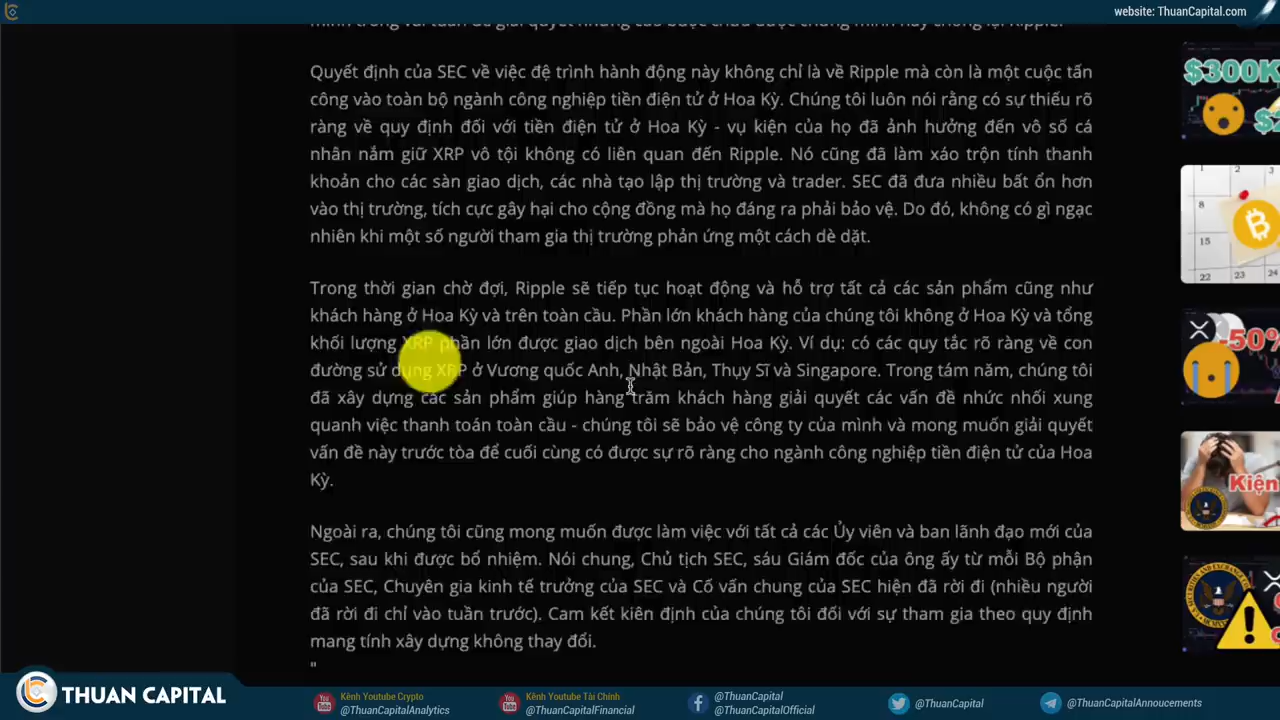 website: ThuanCapital.com
Quyết định của SEC về việc đệ trình hành động này không chỉ là về Ripple mà còn là một cuộc tấn
công vào toàn bộ ngành công nghiệp tiền điện tử ở Hoa Kỳ. Chúng tôi luôn nói rằng có sự thiếu rõ
ràng về quy định đối với tiền điện tử ở Hoa Kỳ - vụ kiện của họ đã ảnh hưởng đến vô số cá
nhân nắm giữ XRP vô tội không có liên quan đến Ripple. Nó cũng đã làm xáo trộn tính thanh
khoản cho các sàn giao dịch, các nhà tạo lập thị trường và trader. SEC đã đưa nhiều bất ổn hơn
vào thị trường, tích cực gây hại cho cộng đồng mà họ đáng ra phải bảo vệ. Do đó, không có gì ngạc
nhiên khi một số người tham gia thị trường phản ứng một cách dè dặt.
Trong thời gian chờ đợi, Ripple sẽ tiếp tục hoạt động và hỗ trợ tất cả các sản phẩm cũng như
khách hàng ở Hoa Kỳ và trên toàn cầu. Phần lớn khách hàng của chúng tôi không ở Hoa Kỳ và tổng
khối lượng XRP phần lớn được giao dịch bên ngoài Hoa Kỳ. Ví dụ: có các quy tắc rõ ràng về con
đường sử dụng XRP ở Vương quốc Anh, Nhật Bản, Thụy Sĩ và Singapore. Trong tám năm, chúng tôi
đã xây dựng các sản phẩm giúp hàng trăm khách hàng giải quyết các vấn đề nhức nhối xung
quanh việc thanh toán toàn cầu - chúng tôi sẽ bảo vệ công ty của mình và mong muốn giải quyết
vấn đề này trước tòa để cuối cùng có được sự rõ ràng cho ngành công nghiệp tiền điện tử của Hoa
Kỳ.
Ngoài ra, chúng tôi cũng mong muốn được làm việc với tất cả các Ủy viên và ban lãnh đạo mới của
SEC, sau khi được bổ nhiệm. Nói chung, Chủ tịch SEC, sáu Giám đốc của ông ấy từ mỗi Bộ phận
của SEC, Chuyên gia kinh tế trưởng của SEC và Cố vấn chung của SEC hiện đã rời đi (nhiều người
đã rời đi chỉ vào tuần trước). Cam kết kiên định của chúng tôi đối với sự tham gia theo quy định
mang tính xây dựng không thay đổi.
"
$300K
1
8
15
22 23 24
-50%
Kiện
THUAN CAPITAL
Kênh Youtube Crypto
@ThuanCapitalAnalytics
Kênh Youtube Tài Chính
@ThuanCapitalFinancial
@ThuanCapital
@ThuanCapitalOfficial
@ThuanCapital
@ThuanCapitalAnnoucements